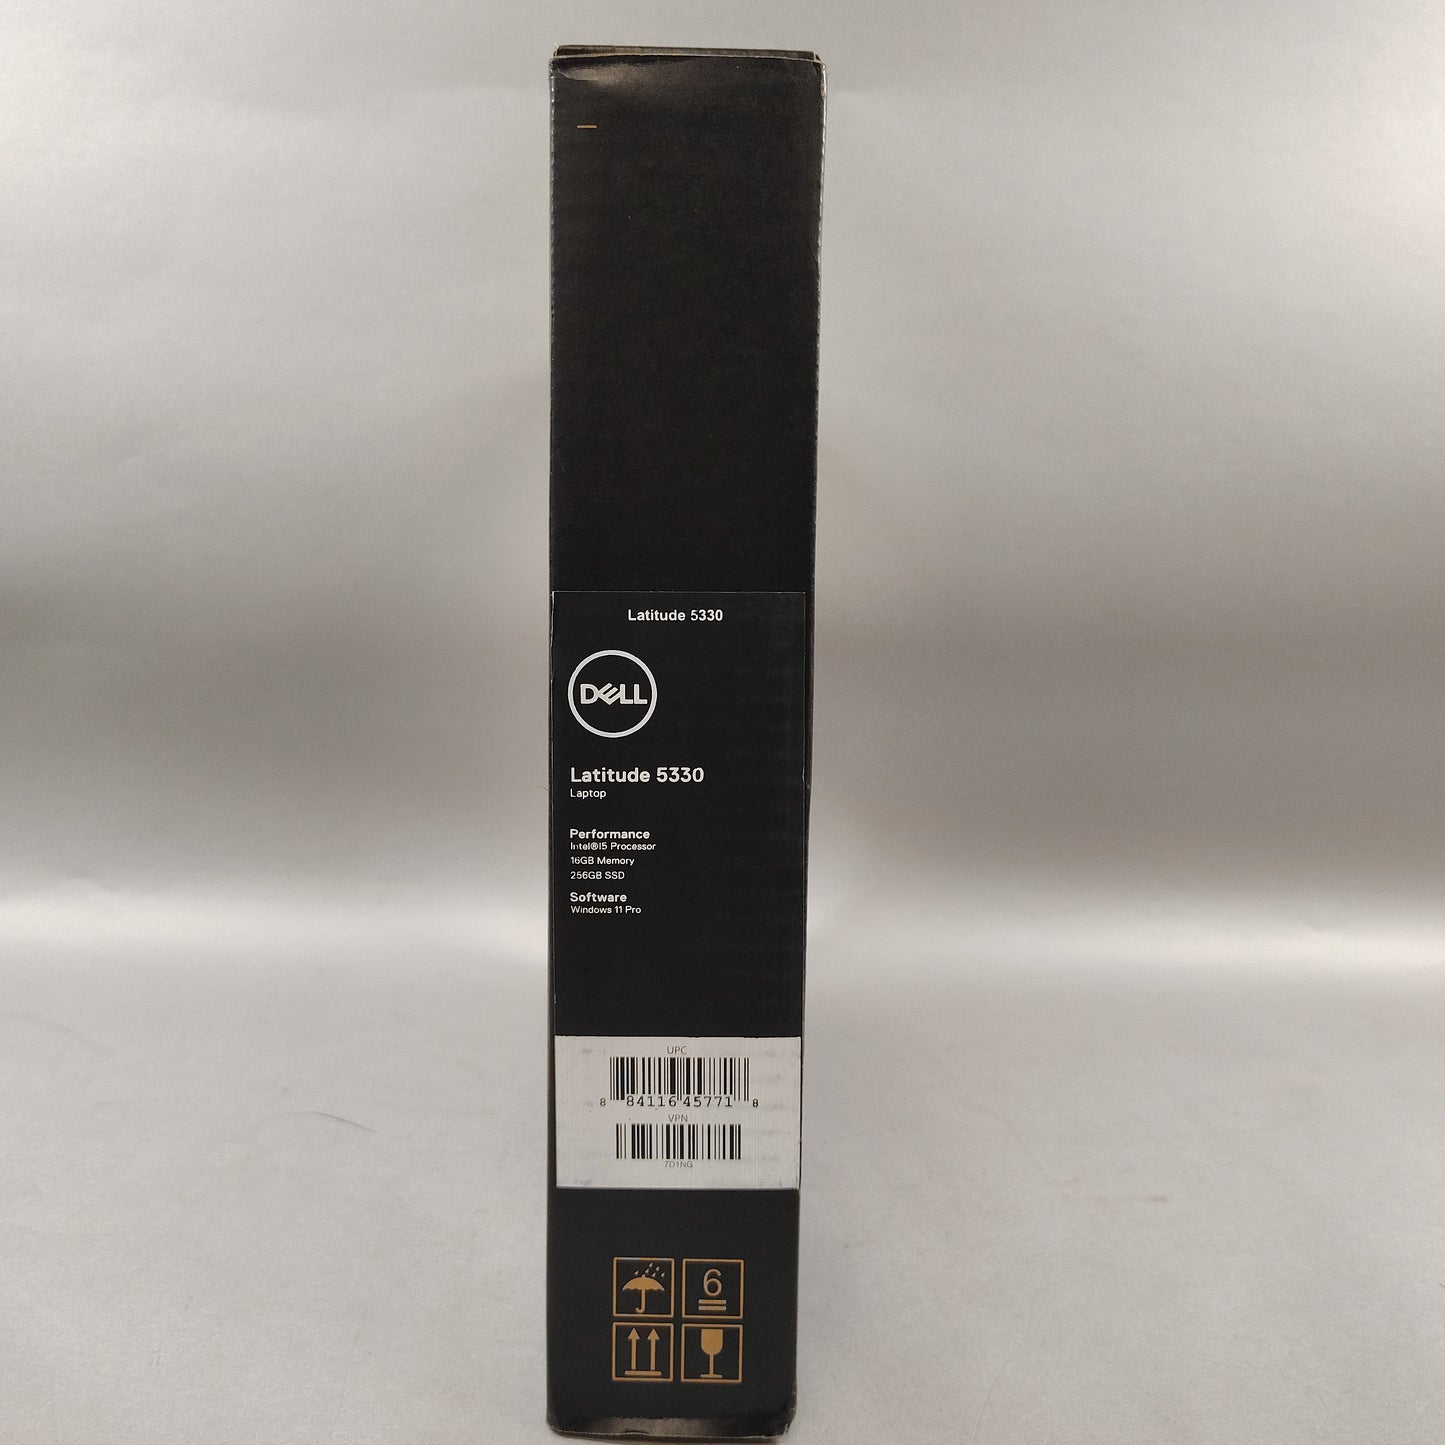 Latitude 5330
DELL
Latitude 5330
Laptop
Performance
Intel®I5 Processor
16GB Memory
256GB SSD
Software
Windows 11 Pro
UPC
8 84116 45771 8
VPN
7D1NG
6